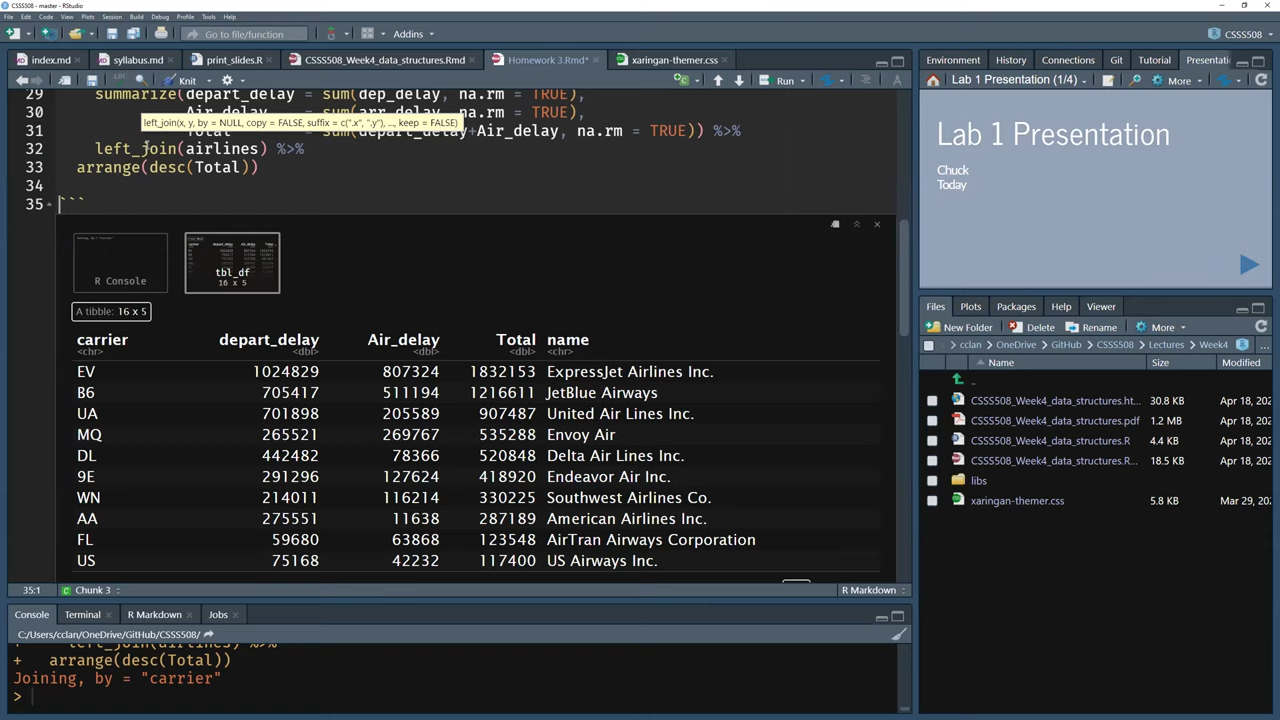 CSSS508 - master - RStudio
File Edit Code View Plots Session Build Debug Profile Tools Help
Go to file/function Addins CSSS508
index.md syllabus.md print_slides.R CSSS508_Week4_data_structures.Rmd Homework 3.Rmd* xaringan-themer.css
Knit Run
29 summarize(depart_delay = sum(dep_delay, na.rm = TRUE),
30 Air_delay = sum(arr_delay, na.rm = TRUE),
left_join(x, y, by = NULL, copy = FALSE, suffix = c(".x", ".y"), ..., keep = FALSE)
31 Total = sum(depart_delay+Air_delay, na.rm = TRUE)) %>%
32 left_join(airlines) %>%
33 arrange(desc(Total))
34
35 ```
R Console
tbl_df
16 x 5
A tibble: 16 x 5
carrier depart_delay Air_delay Total name
<chr> <dbl> <dbl> <dbl> <chr>
EV 1024829 807324 1832153 ExpressJet Airlines Inc.
B6 705417 511194 1216611 JetBlue Airways
UA 701898 205589 907487 United Air Lines Inc.
MQ 265521 269767 535288 Envoy Air
DL 442482 78366 520848 Delta Air Lines Inc.
9E 291296 127624 418920 Endeavor Air Inc.
WN 214011 116214 330225 Southwest Airlines Co.
AA 275551 11638 287189 American Airlines Inc.
FL 59680 63868 123548 AirTran Airways Corporation
US 75168 42232 117400 US Airways Inc.
35:1 Chunk 3 R Markdown
Console Terminal R Markdown Jobs
C:/Users/cclan/OneDrive/GitHub/CSSS508/
+ left_join(airlines) %>%
+ arrange(desc(Total))
Joining, by = "carrier"
>
Environment History Connections Git Tutorial Presentatio
Lab 1 Presentation (1/4) More
Lab 1 Presentation
Chuck
Today
Files Plots Packages Help Viewer
New Folder Delete Rename More
cclan OneDrive GitHub CSSS508 Lectures Week4 ...
Name Size Modified
..
CSSS508_Week4_data_structures.ht... 30.8 KB Apr 18, 202
CSSS508_Week4_data_structures.pdf 1.2 MB Apr 18, 202
CSSS508_Week4_data_structures.R 4.4 KB Apr 18, 202
CSSS508_Week4_data_structures.R... 18.5 KB Apr 18, 202
libs
xaringan-themer.css 5.8 KB Mar 29, 202